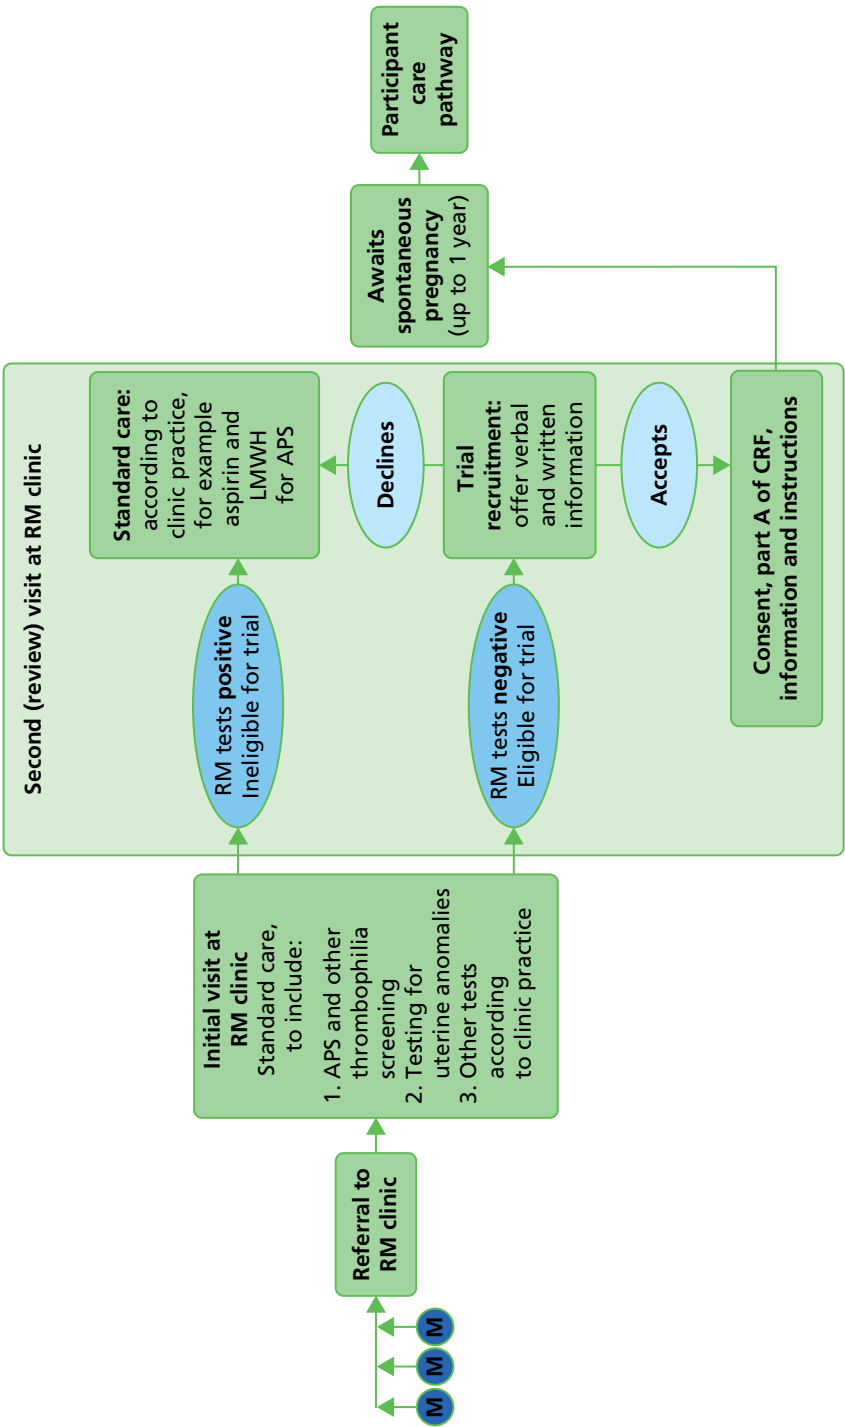 M
M
M
Referral to
RM clinic
Initial visit at
RM clinic
Standard care,
to include:
1. APS and other
thrombophilia
screening
2. Testing for
uterine anomalies
3. Other tests
according
to clinic practice
Second (review) visit at RM clinic
RM tests positive
Ineligible for trial
Standard care:
according to
clinic practice,
for example
aspirin and
LMWH
for APS
Declines
RM tests negative
Eligible for trial
Trial
recruitment:
offer verbal
and written
information
Accepts
Consent, part A of CRF,
information and instructions
Awaits
spontaneous
pregnancy
(up to 1 year)
Participant
care
pathway